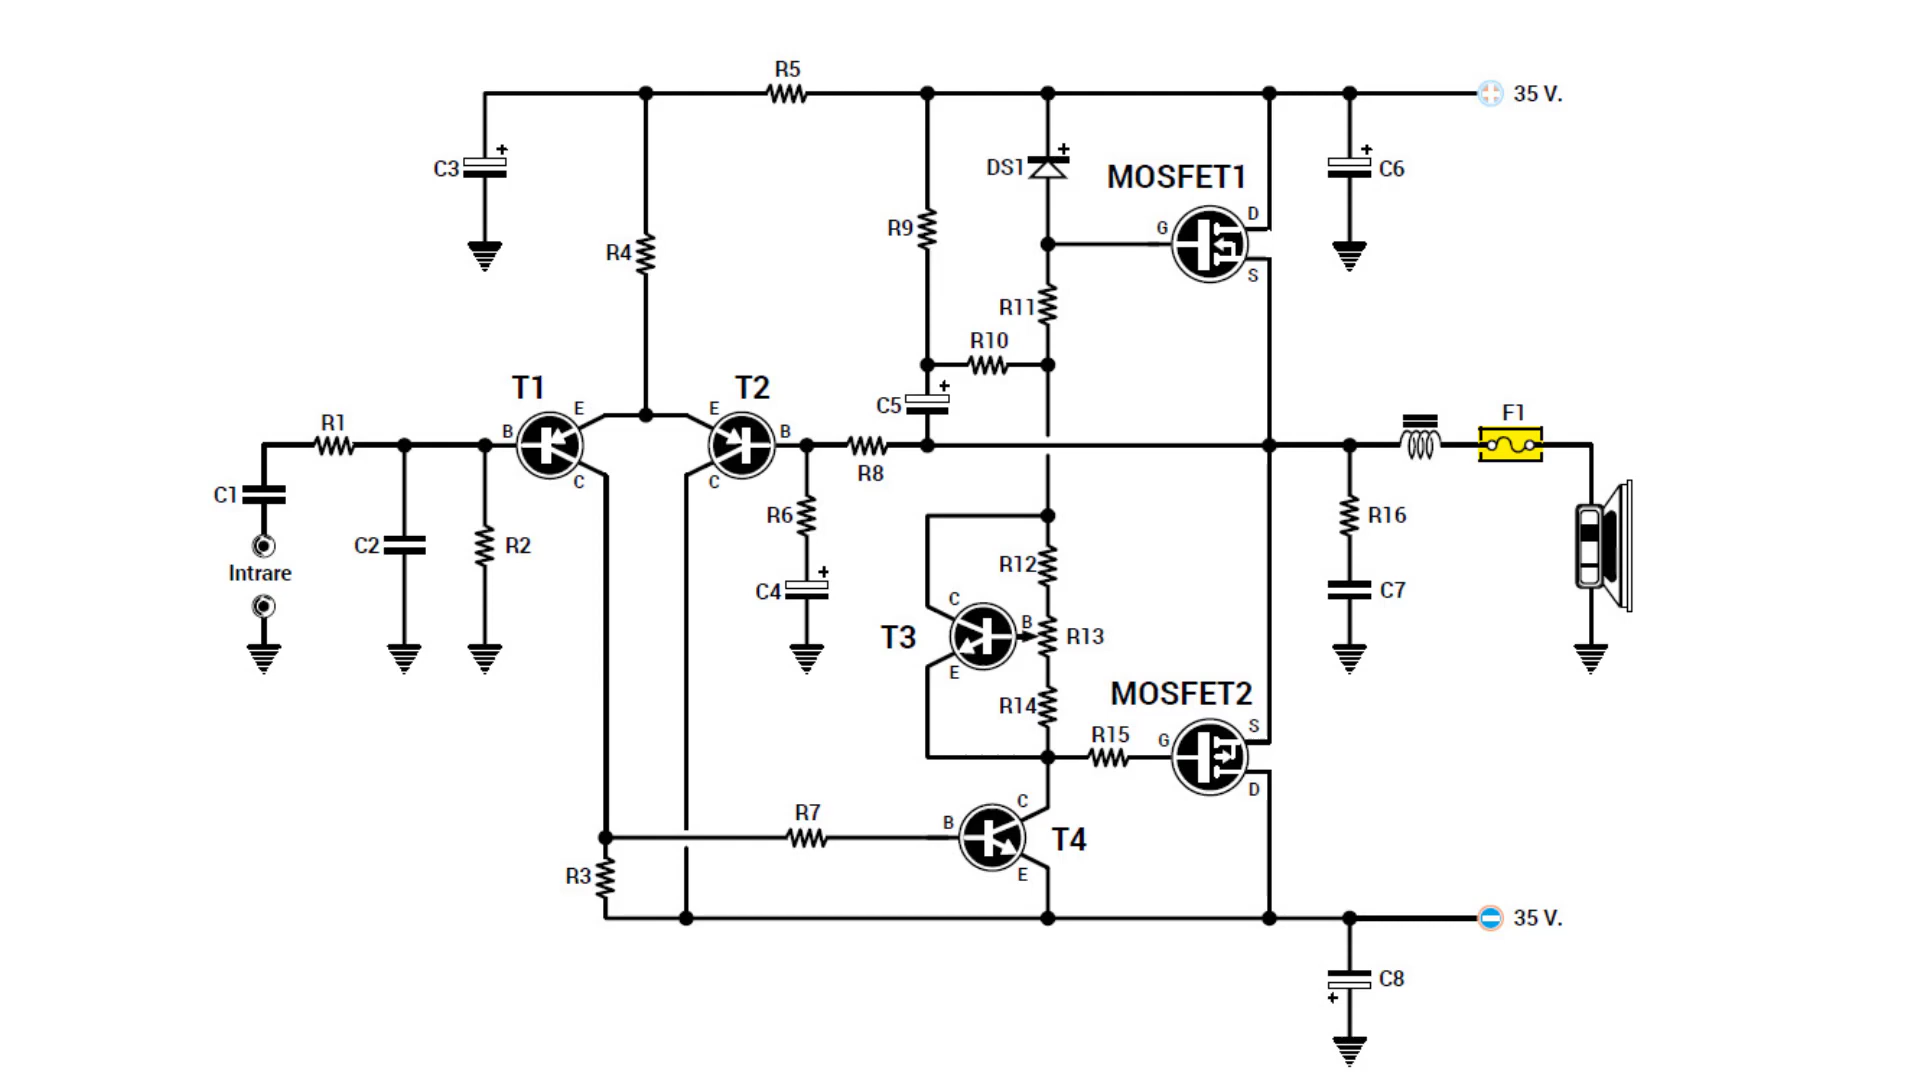 R5
35 V.
C3
+
DS1
+
MOSFET1
+
C6
R4
R9
G
D
S
R11
R10
T1
T2
C5
+
F1
R1
B
E
E
B
R8
C
C
C1
C2
R2
R6
R16
Intrare
C4
+
C7
R12
T3
C
B
R13
E
R14
MOSFET2
R15
G
S
D
R7
B
C
T4
E
R3
35 V.
C8
+